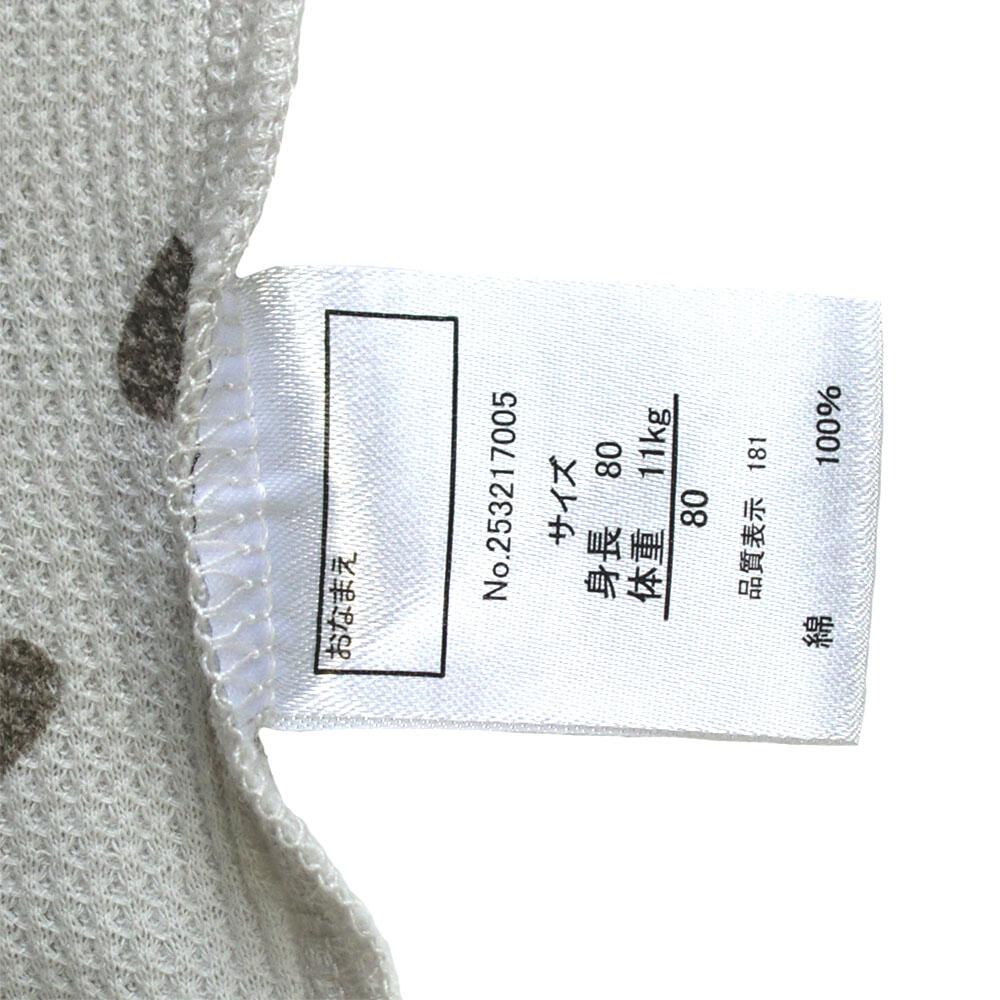 おなまえ
No.253217005
サイズ
身長 80
体重 11kg
80
品質表示 181
綿 100%